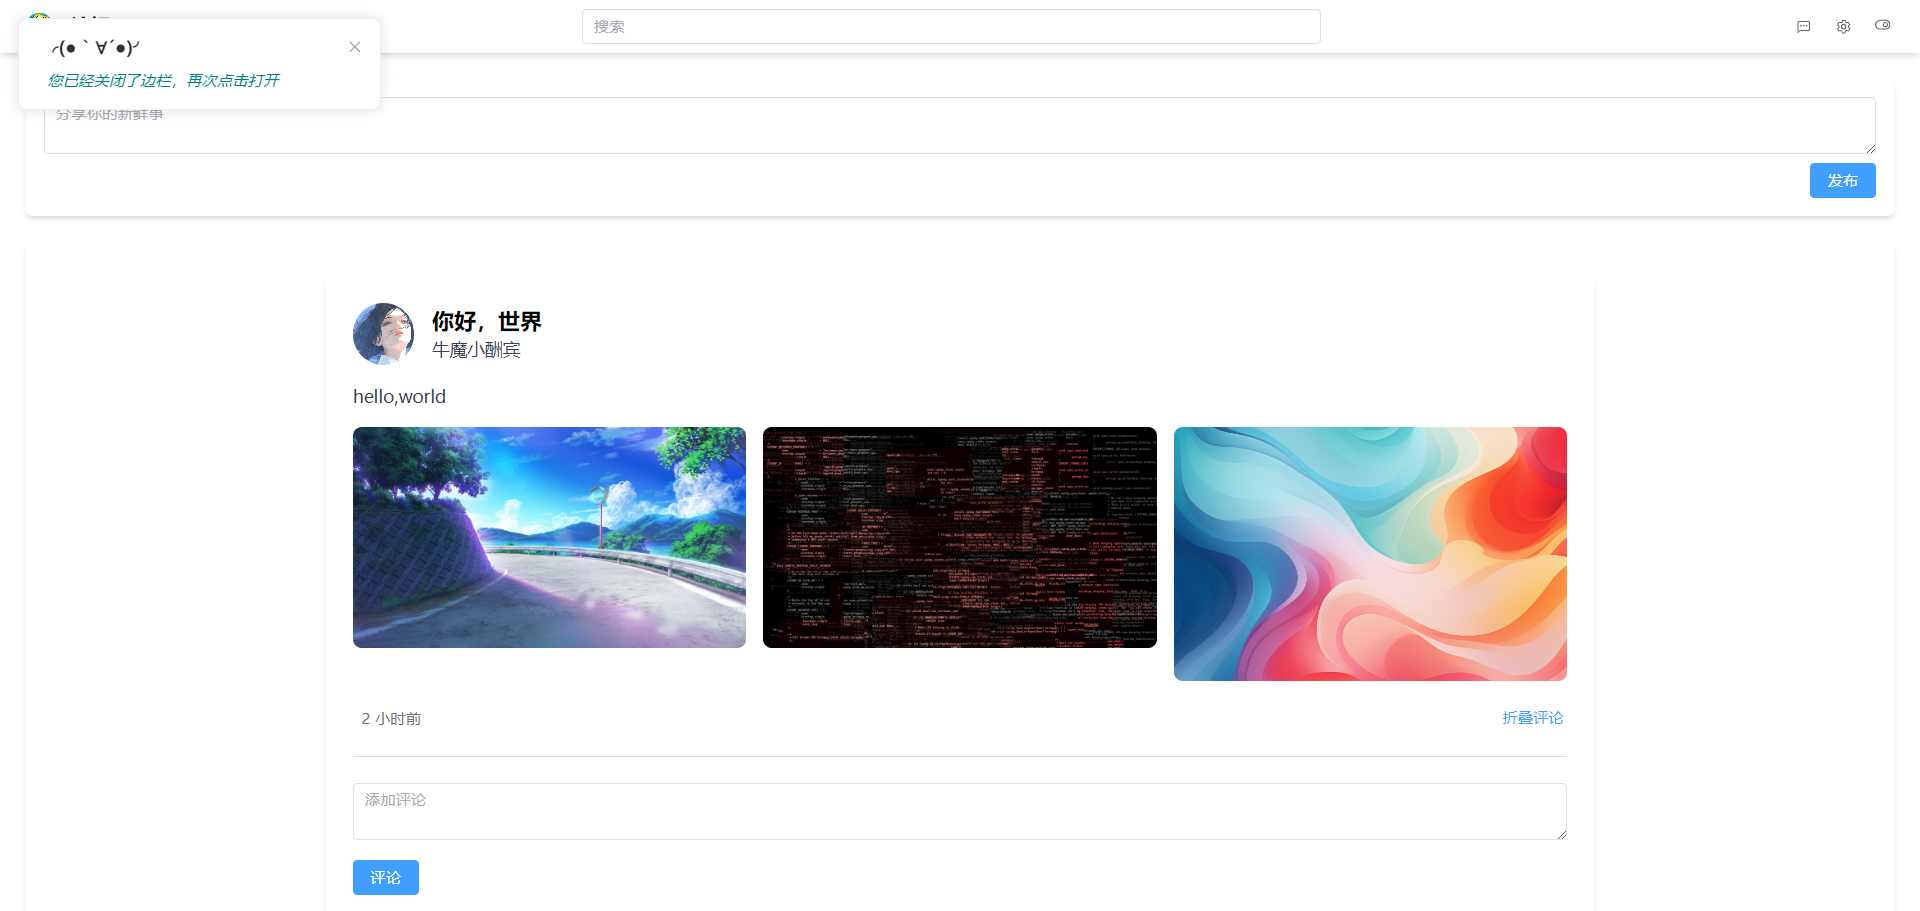 搜索
╭(●｀∀´●)╯
您已经关闭了边栏，再次点击打开
分享你的新鲜事
发布
你好，世界
牛魔小酬宾
hello,world
2 小时前
折叠评论
添加评论
评论